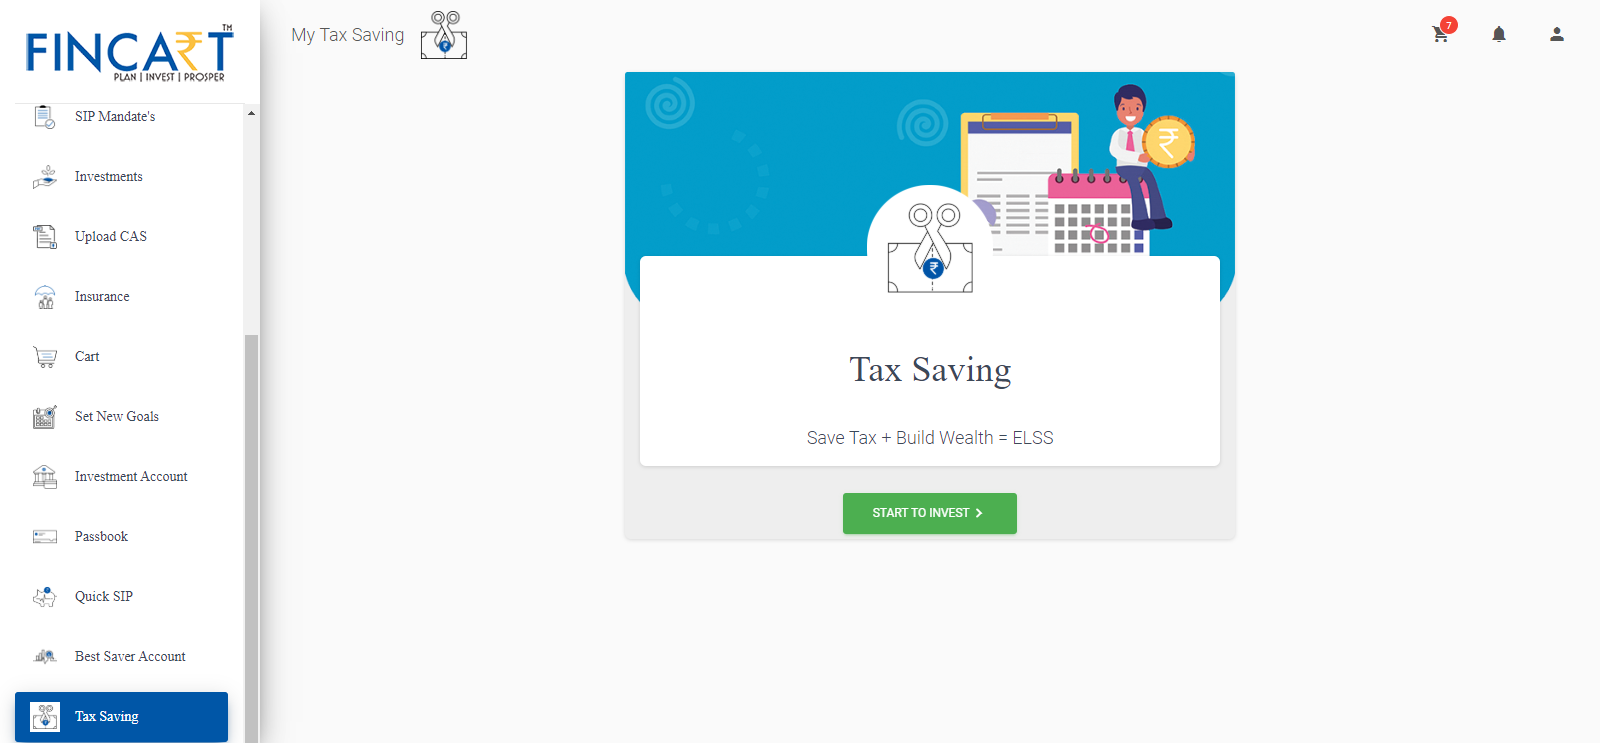 FINCART™
PLAN | INVEST | PROSPER
SIP Mandate's
Investments
Upload CAS
Insurance
Cart
Set New Goals
Investment Account
Passbook
Quick SIP
Best Saver Account
Tax Saving
My Tax Saving
7
₹
₹
Tax Saving
Save Tax + Build Wealth = ELSS
START TO INVEST